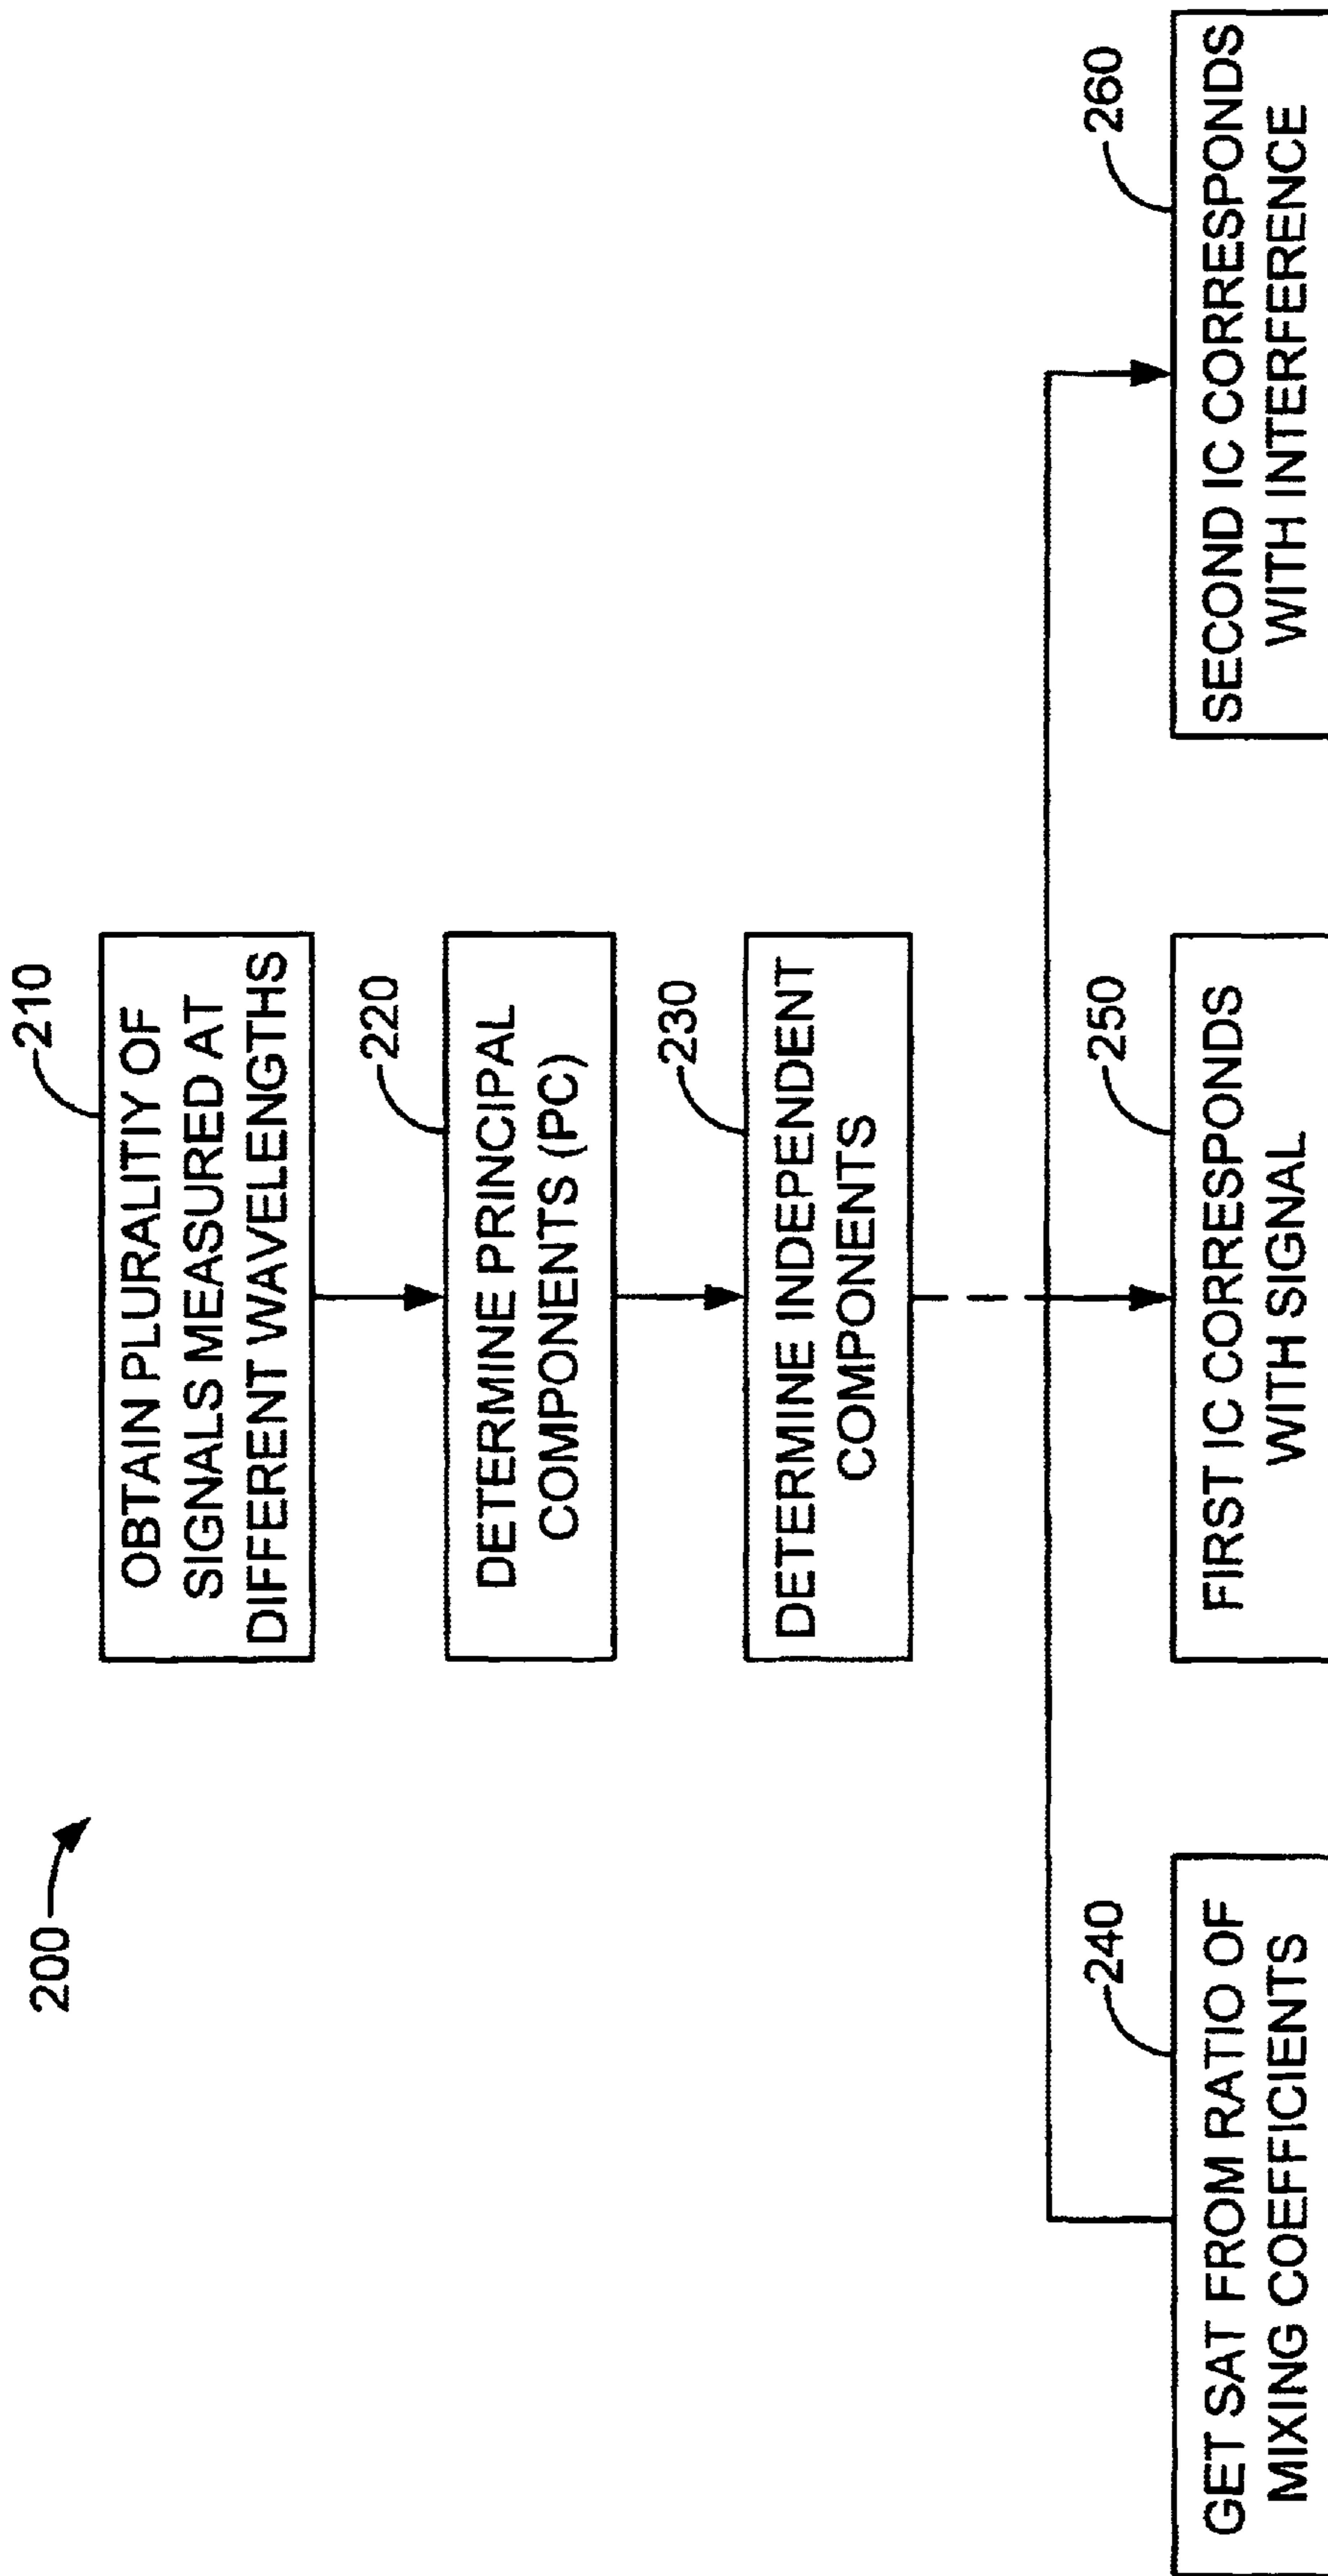 200
210
OBTAIN PLURALITIY OF
SIGNALS MEASURED AT
DIFFERENT WAVELENGTHS
220
DETERMINE PRINCIPAL
COMPONENTS (PC)
230
DETERMINE INDEPENDENT
COMPONENTS
240
GET SAT FROM RATIO OF
MIXING COEFFICIENTS
250
FIRST IC CORRESPONDS
WITH SIGNAL
260
SECOND IC CORRESPONDS
WITH INTERFERENCE